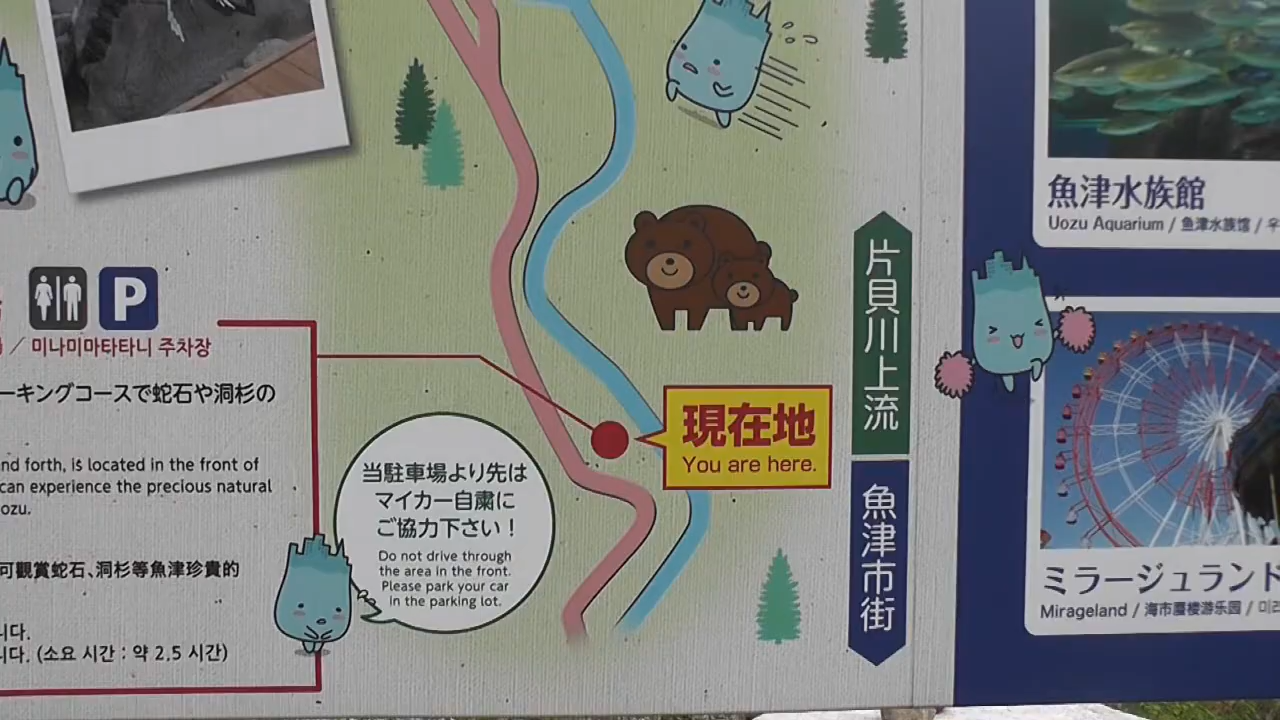 P
미나미마타타니 주차장
ーキングコースで蛇石や洞杉の
nd forth, is located in the front of
can experience the precious natural
ozu.
可觀賞蛇石、洞杉等魚津珍貴的
니다.
니다. (소요 시간 : 약 2.5 시간)
当駐車場より先は
マイカー自粛に
ご協力下さい！
Do not drive through
the area in the front.
Please park your car
in the parking lot.
現在地
You are here.
片貝川上流
魚津市街
魚津水族館
Uozu Aquarium / 鱼津水族馆 / 우
ミラージュランド
Mirageland / 海市蜃楼游乐园 / 미라